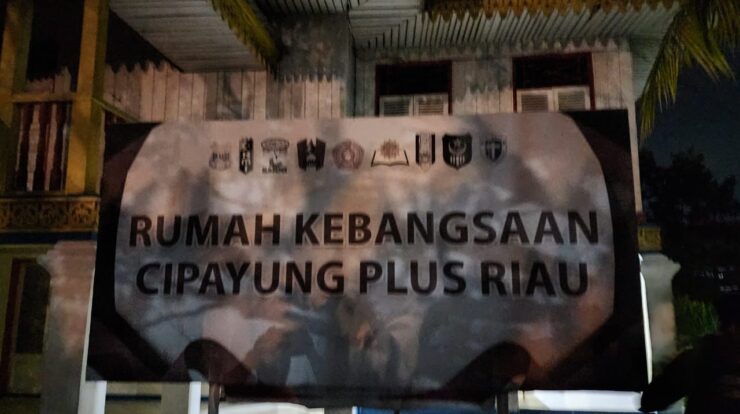 RUMAH KEBANGSAAN
CIPAYUNG PLUS RIAU